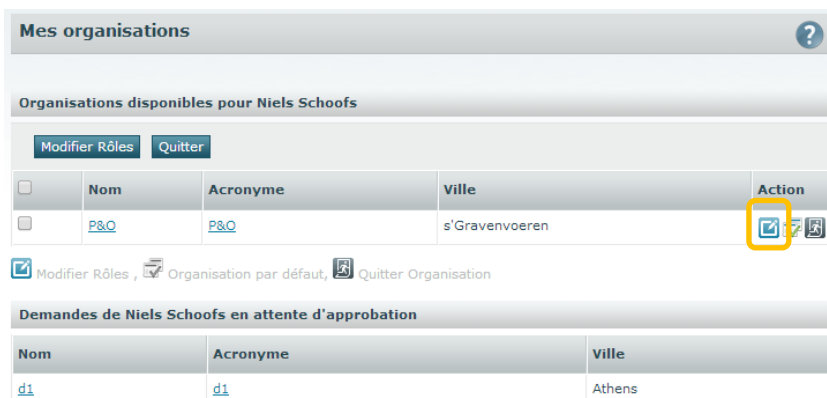 Mes organisations
?
Organisations disponibles pour Niels Schoofs
Modifier Rôles Quitter
Nom Acronyme Ville Action
P&O P&O s'Gravenvoeren
Modifier Rôles , Organisation par défaut, Quitter Organisation
Demandes de Niels Schoofs en attente d'approbation
Nom Acronyme Ville
d1 d1 Athens